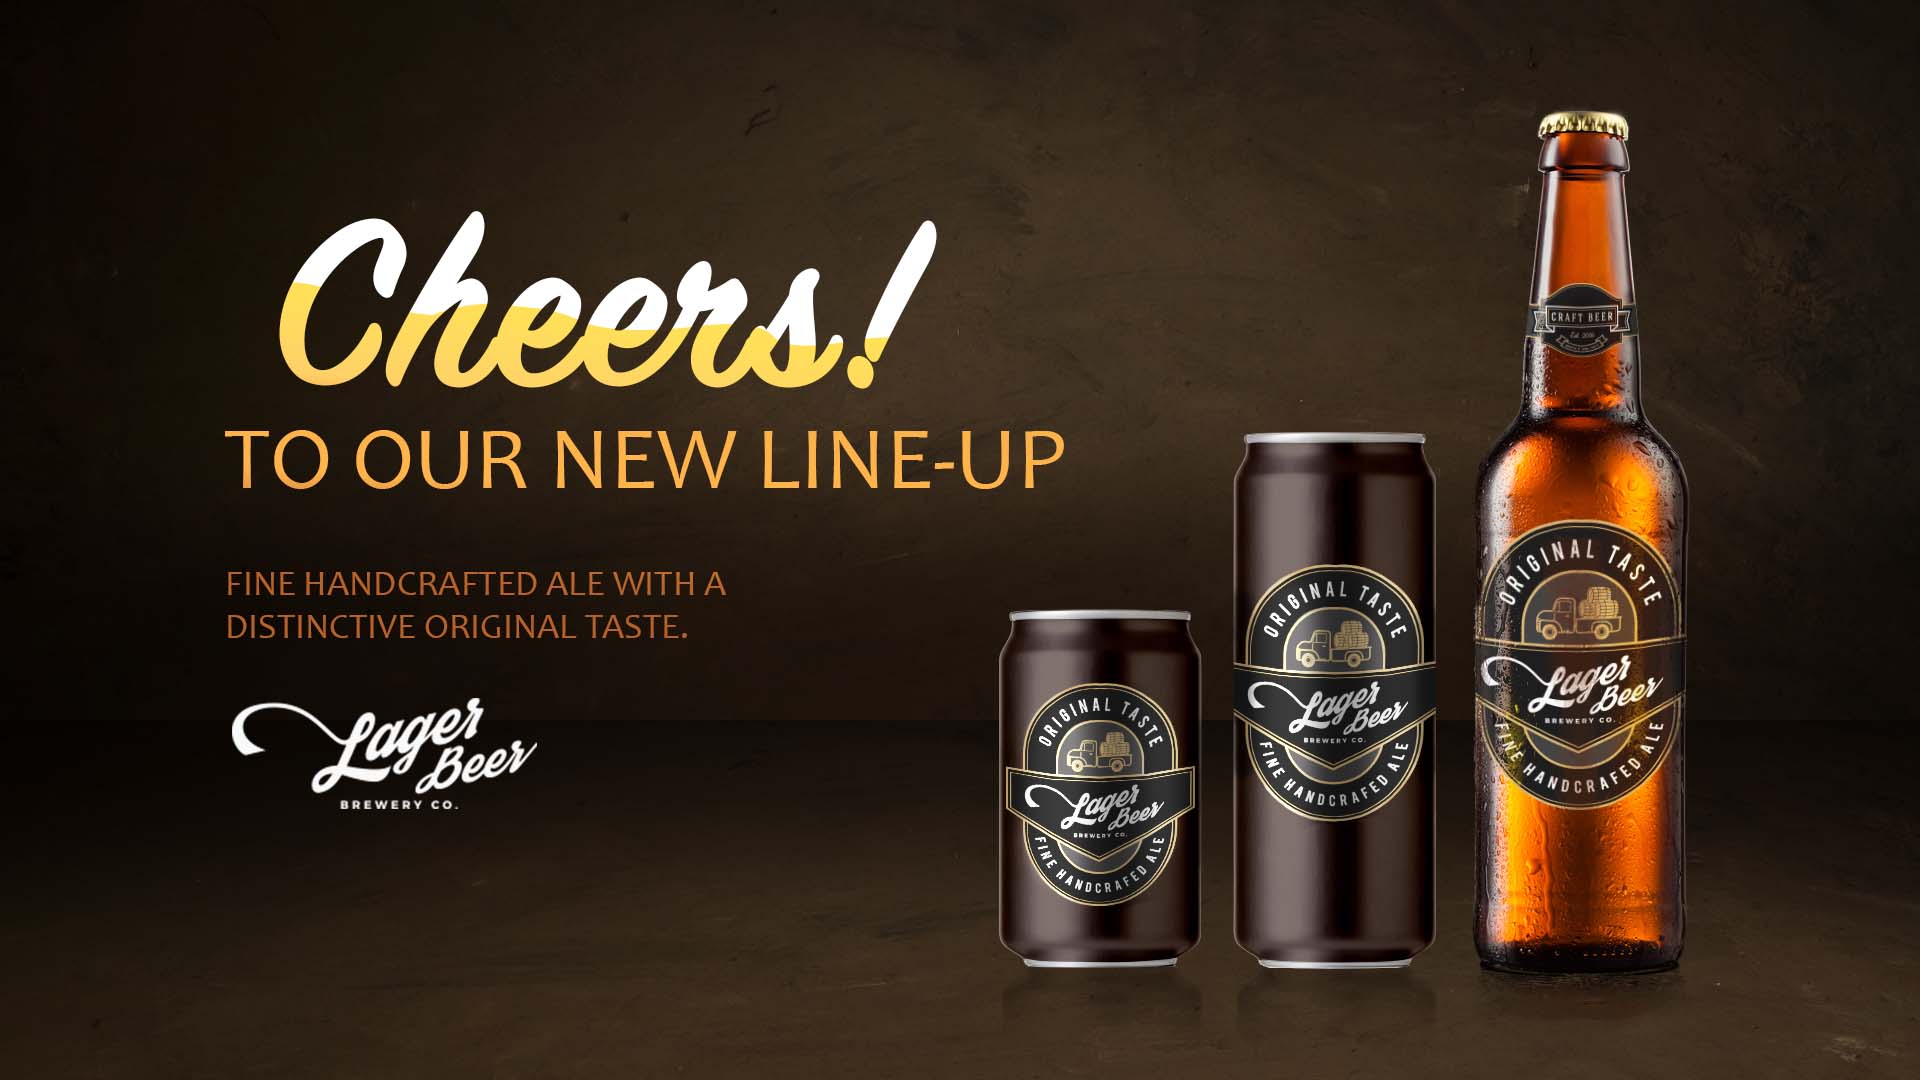 Cheers!
TO OUR NEW LINE-UP
FINE HANDCRAFTED ALE WITH A
DISTINCTIVE ORIGINAL TASTE.
Lager
Beer
BREWERY CO.
ORIGINAL TASTE
Lager
Beer
BREWERY CO.
FINE HANDCRAFED ALE
ORIGINAL TASTE
Lager
Beer
BREWERY CO.
FINE HANDCRAFED ALE
CRAFT BEER
ORIGINAL TASTE
Lager
Beer
BREWERY CO.
FINE HANDCRAFED ALE